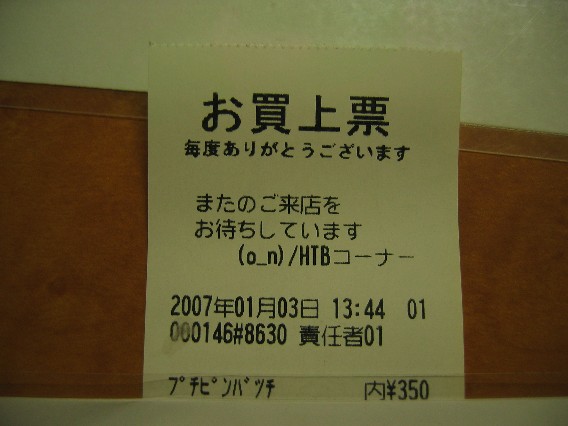 お買上票
毎度ありがとうございます
またのご来店を
お待ちしています
(o_n)/HTBコーナー
2007年01月03日 13:44 01
000146#8630 責任者01
ﾌﾟﾁﾋﾟﾝﾊﾞﾂﾁ 内¥350